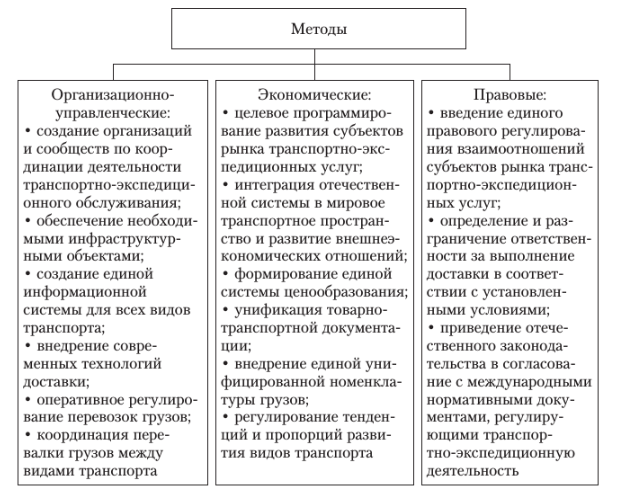 Методы
Организационно-
управленческие:
• создание организаций
и сообществ по коор-
динации деятельности
транспортно-экспедици-
онного обслуживания;
• обеспечение необходи-
мыми инфраструктур-
ными объектами;
• создание единой
информационной
системы для всех видов
транспорта;
• внедрение совре-
менных технологий
доставки;
• оперативное регулиро-
вание перевозок грузов;
• координация пере-
валки грузов между
видами транспорта
Экономические:
• целевое программиро-
вание развития субъектов
рынка транспортно-экс-
педиционных услуг;
• интеграция отечествен-
ной системы в мировое
транспортное простран-
ство и развитие внешнеэ-
кономических отношений;
• формирование единой
системы ценообразования;
• унификация товарно-
транспортной документа-
ции;
• внедрение единой уни-
фицированной номенкла-
туры грузов;
• регулирование тенден-
ций и пропорций разви-
тия видов транспорта
Правовые:
• введение единого
правового регулирова-
ния взаимоотношений
субъектов рынка транс-
портно-экспедицион-
ных услуг;
• определение и раз-
граничение ответствен-
ности за выполнение
доставки в соответ-
ствии с установлен-
ными условиями;
• приведение отече-
ственного законода-
тельства в согласова-
ние с международными
нормативными доку-
ментами, регулиру-
ющими транспор-
тно-экспедиционную
деятельность